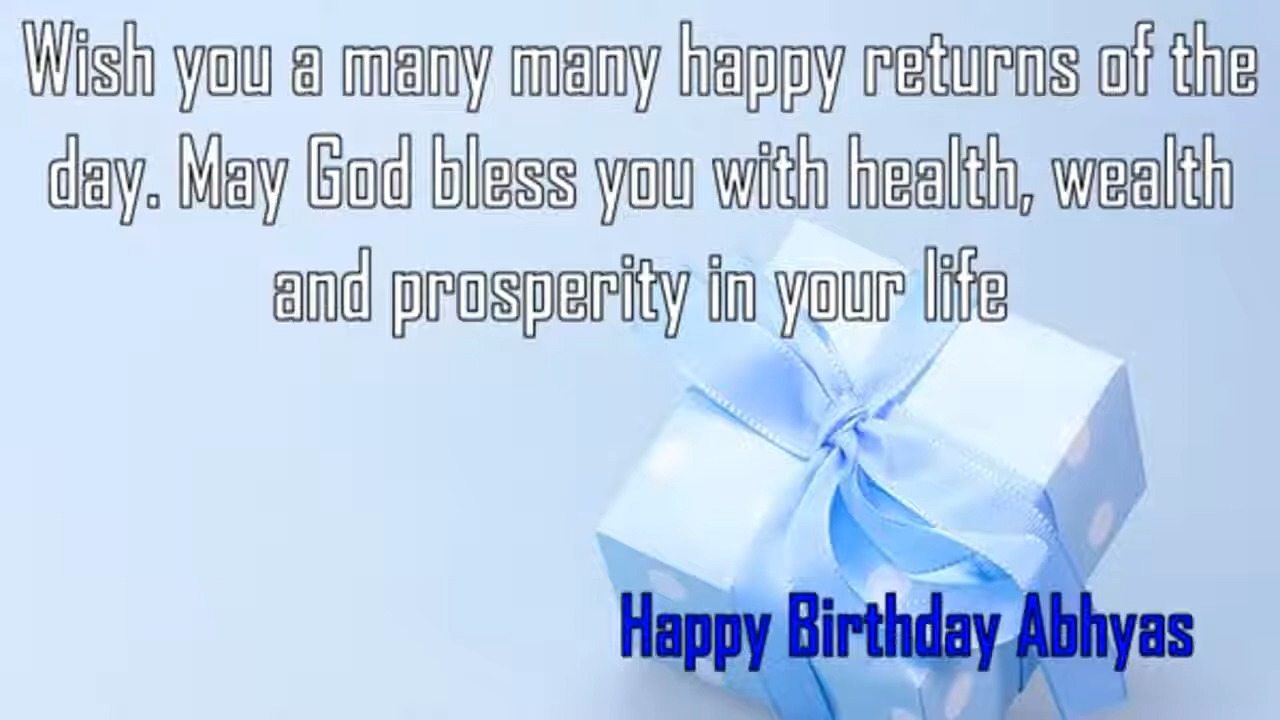 Wish you a many many happy returns of the
day. May God bless you with health, wealth
and prosperity in your life
Happy Birthday Abhyas